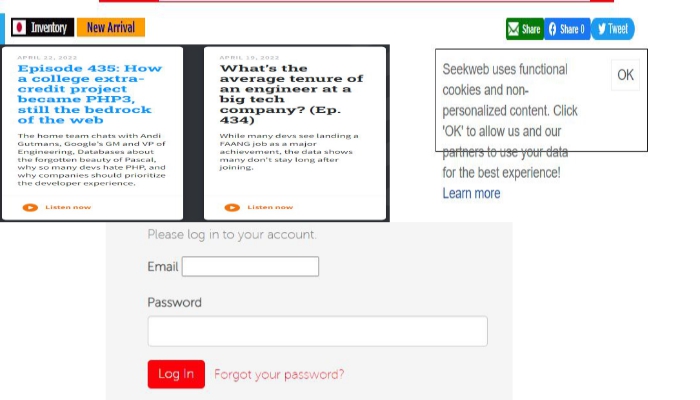 Inventory New Arrival
Share Share 0 Tweet
APRIL 22, 2022
Episode 435: How
a college extra-
credit project
became PHP3,
still the bedrock
of the web
The home team chats with Andi
Gutmans, Google's GM and VP of
Engineering, Databases about
the forgotten beauty of Pascal,
why so many devs hate PHP, and
why companies should prioritize
the developer experience.
Listen now
APRIL 19, 2022
What's the
average tenure of
an engineer at a
big tech
company? (Ep.
434)
While many devs see landing a
FAANG job as a major
achievement, the data shows
many don't stay long after
joining.
Listen now
Seekweb uses functional
cookies and non-
personalized content. Click
'OK' to allow us and our
partners to use your data
for the best experience!
Learn more
OK
Please log in to your account.
Email
Password
Log In Forgot your password?